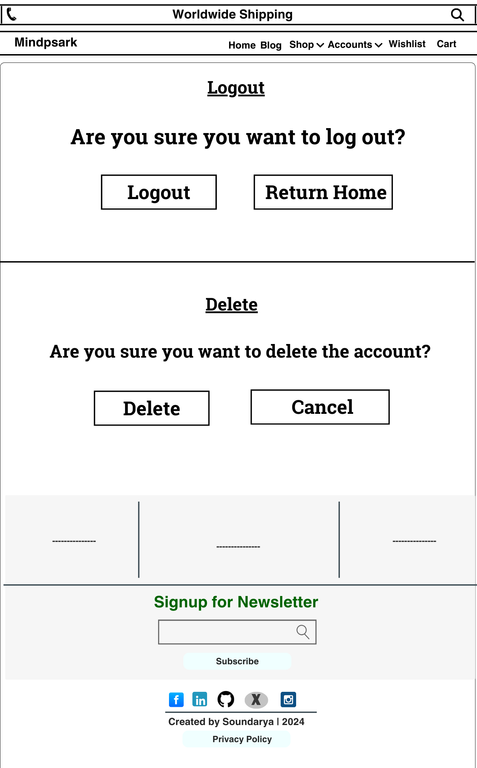 Worldwide Shipping
Mindpsark
Home Blog Shop Accounts Wishlist Cart
Logout
Are you sure you want to log out?
Logout Return Home
Delete
Are you sure you want to delete the account?
Delete Cancel
--------------- --------------- ---------------
Signup for Newsletter
Subscribe
f in X
Created by Soundarya | 2024
Privacy Policy